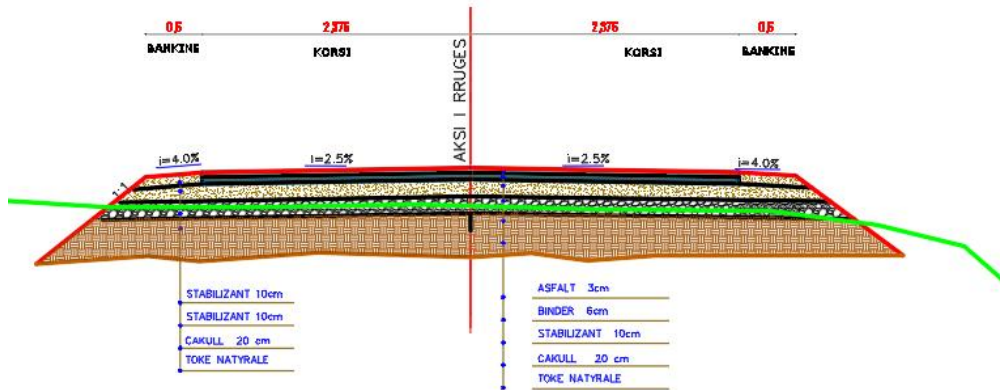 0,5 2,375 2,375 0,5
BANKINE KORSI KORSI BANKINE
AKSI I RRUGES
i=4.0% i=2.5% i=2.5% i=4.0%
1:1
STABILIZANT 10cm
STABILIZANT 10cm
ÇAKULL 20 cm
TOKE NATYRALE
ASFALT 3cm
BINDER 6cm
STABILIZANT 10cm
ÇAKULL 20 cm
TOKE NATYRALE